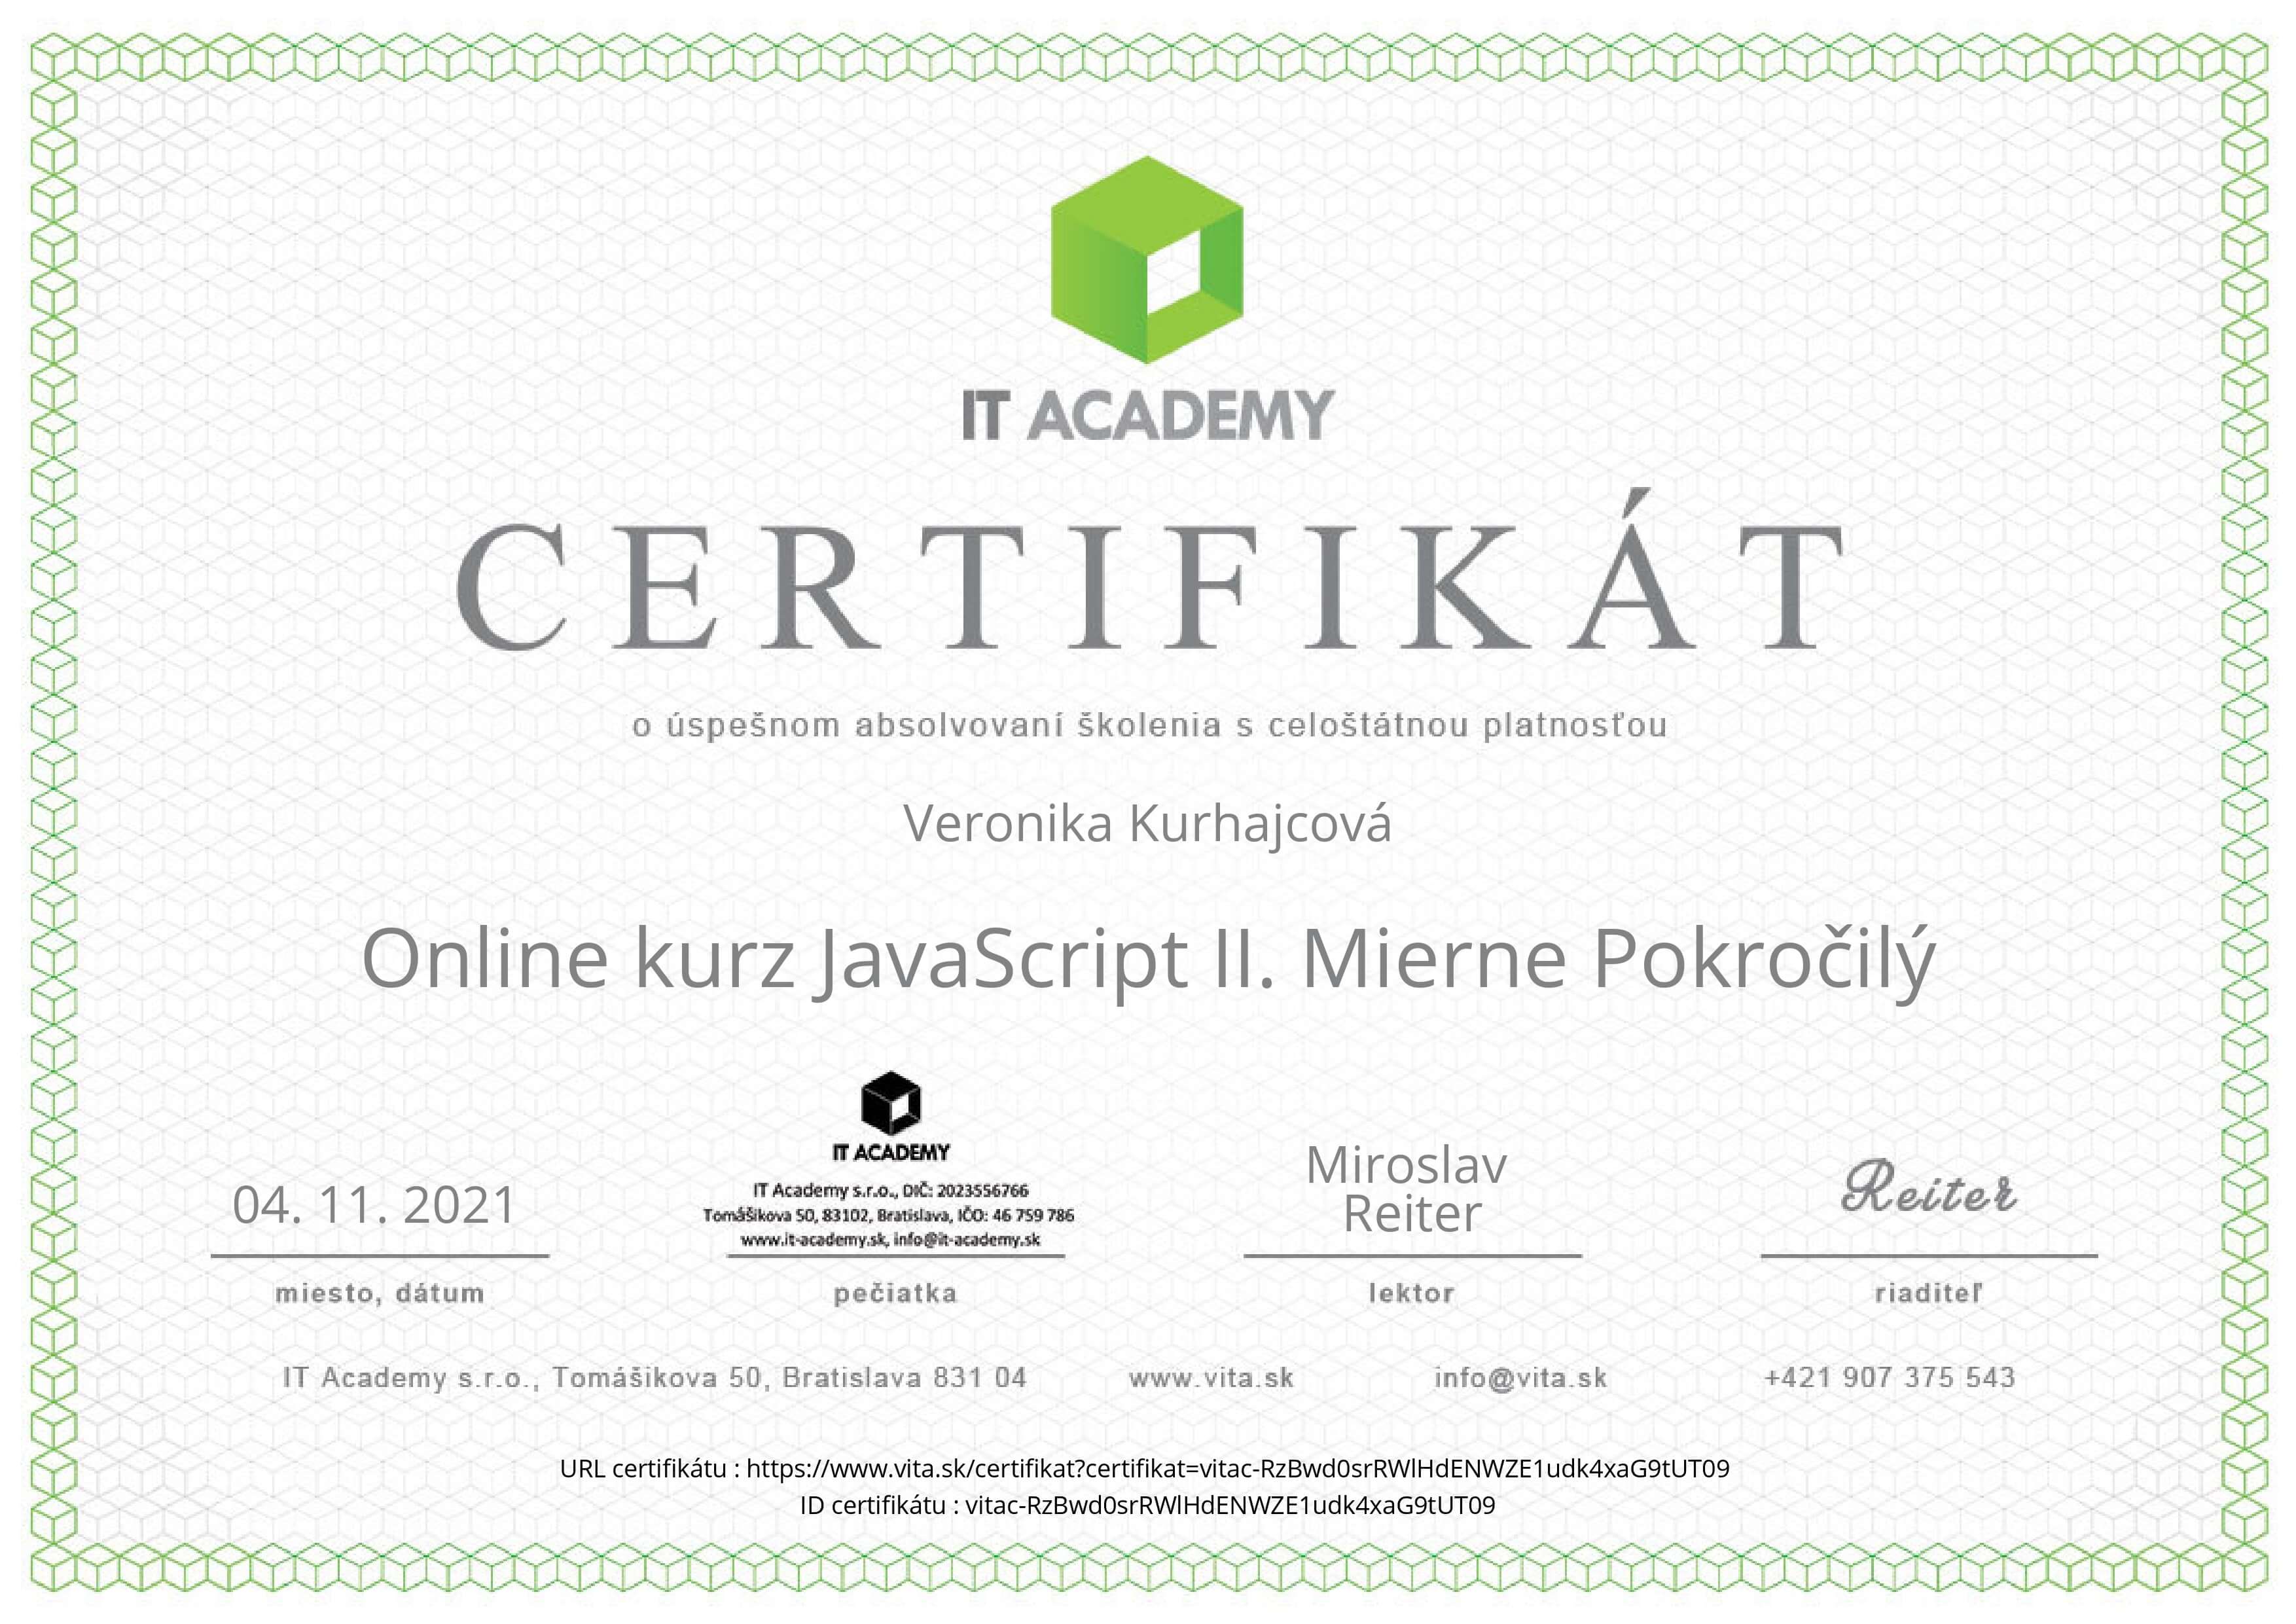 IT ACADEMY
CERTIFIKÁT
o úspešnom absolvovaní školenia s celoštátnou platnosťou
Veronika Kurhajcová
Online kurz JavaScript II. Mierne Pokročilý
04. 11. 2021
miesto, dátum
IT ACADEMY
IT Academy s.r.o., DIČ: 2023556766
Tomášikova 50, 83102, Bratislava, IČO: 46 759 786
www.it-academy.sk, info@it-academy.sk
pečiatka
Miroslav
Reiter
lektor
Reiter
riaditeľ
IT Academy s.r.o., Tomášikova 50, Bratislava 831 04 www.vita.sk info@vita.sk +421 907 375 543
URL certifikátu : https://www.vita.sk/certifikat?certifikat=vitac-RzBwd0srRWlHdENWZE1udk4xaG9tUT09
ID certifikátu : vitac-RzBwd0srRWlHdENWZE1udk4xaG9tUT09